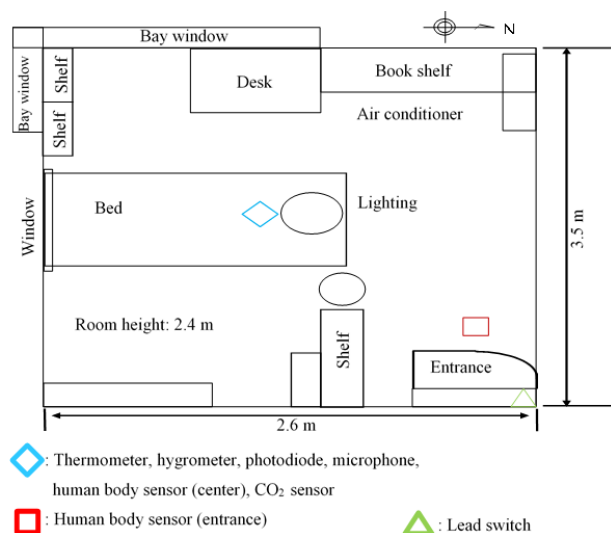 Bay window
N
Bay window
Shelf
Shelf
Desk
Book shelf
Air conditioner
Window
Bed
Lighting
3.5 m
Room height: 2.4 m
Shelf
Entrance
2.6 m
: Thermometer, hygrometer, photodiode, microphone,
human body sensor (center), CO₂ sensor
: Human body sensor (entrance)
: Lead switch